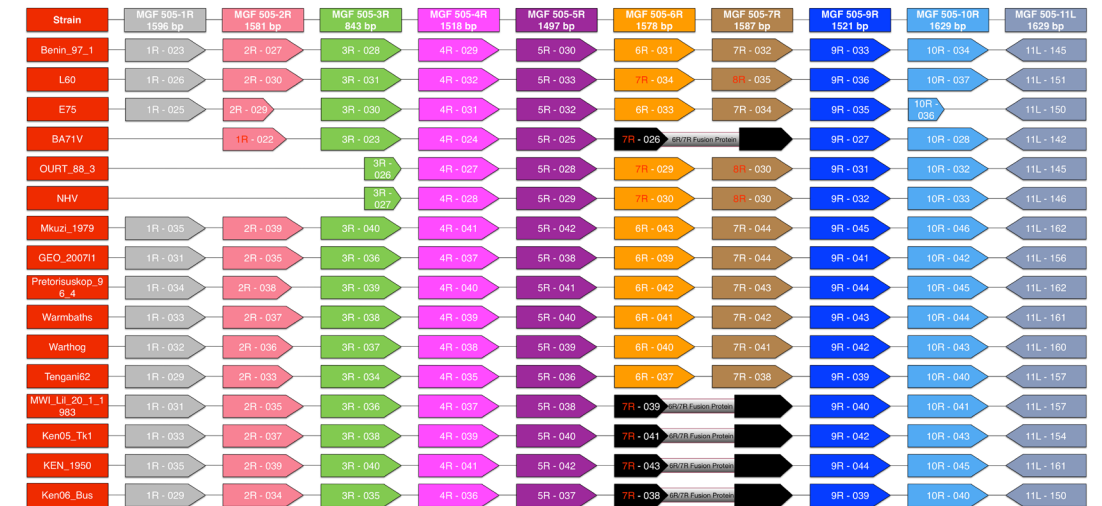 Strain
MGF 505-1R
1596 bp
MGF 505-2R
1581 bp
MGF 505-3R
843 bp
MGF 505-4R
1518 bp
MGF 505-5R
1497 bp
MGF 505-6R
1578 bp
MGF 505-7R
1587 bp
MGF 505-9R
1521 bp
MGF 505-10R
1629 bp
MGF 505-11L
1629 bp
Benin_97_1 1R - 023 2R - 027 3R - 028 4R - 029 5R - 030 6R - 031 7R - 032 9R - 033 10R - 034 11L - 145
L60 1R - 026 2R - 030 3R - 031 4R - 032 5R - 033 7R - 034 8R - 035 9R - 036 10R - 037 11L - 151
E75 1R - 025 2R - 029 3R - 030 4R - 031 5R - 032 6R - 033 7R - 034 9R - 035 10R -
036 11L - 150
BA71V 1R - 022 3R - 023 4R - 024 5R - 025 7R - 026 6R/7R Fusion Protein 9R - 027 10R - 028 11L - 142
OURT_88_3 3R -
026 4R - 027 5R - 028 7R - 029 8R - 030 9R - 031 10R - 032 11L - 145
NHV 3R -
027 4R - 028 5R - 029 7R - 030 8R - 030 9R - 032 10R - 033 11L - 146
Mkuzi_1979 1R - 035 2R - 039 3R - 040 4R - 041 5R - 042 6R - 043 7R - 044 9R - 045 10R - 046 11L - 162
GEO_2007I1 1R - 031 2R - 035 3R - 036 4R - 037 5R - 038 6R - 039 7R - 044 9R - 041 10R - 042 11L - 156
Pretorisuskop_9
6_4 1R - 034 2R - 038 3R - 039 4R - 040 5R - 041 6R - 042 7R - 043 9R - 044 10R - 045 11L - 162
Warmbaths 1R - 033 2R - 037 3R - 038 4R - 039 5R - 040 6R - 041 7R - 042 9R - 043 10R - 044 11L - 161
Warthog 1R - 032 2R - 036 3R - 037 4R - 038 5R - 039 6R - 040 7R - 041 9R - 042 10R - 043 11L - 160
Tengani62 1R - 029 2R - 033 3R - 034 4R - 035 5R - 036 6R - 037 7R - 038 9R - 039 10R - 040 11L - 157
MWI_Lil_20_1_1
983 1R - 031 2R - 035 3R - 036 4R - 037 5R - 038 7R - 039 6R/7R Fusion Protein 9R - 040 10R - 041 11L - 157
Ken05_Tk1 1R - 033 2R - 037 3R - 038 4R - 039 5R - 040 7R - 041 6R/7R Fusion Protein 9R - 042 10R - 043 11L - 154
KEN_1950 1R - 035 2R - 039 3R - 040 4R - 041 5R - 042 7R - 043 6R/7R Fusion Protein 9R - 044 10R - 045 11L - 161
Ken06_Bus 1R - 029 2R - 034 3R - 035 4R - 036 5R - 037 7R - 038 6R/7R Fusion Protein 9R - 039 10R - 040 11L - 150